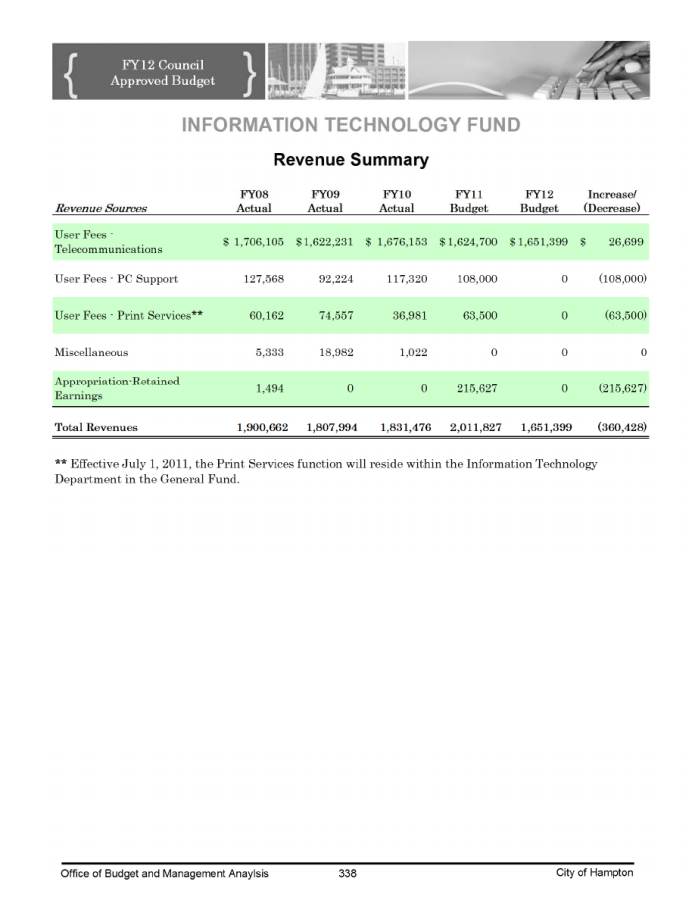 FY12 Council
Approved Budget
INFORMATION TECHNOLOGY FUND
Revenue Summary
FY08 FY09 FY10 FY11 FY12 Increase/
Revenue Sources Actual Actual Actual Budget Budget (Decrease)
User Fees -
Telecommunications $ 1,706,105 $1,622,231 $ 1,676,153 $1,624,700 $1,651,399 $ 26,699
User Fees - PC Support 127,568 92,224 117,320 108,000 0 (108,000)
User Fees - Print Services** 60,162 74,557 36,981 63,500 0 (63,500)
Miscellaneous 5,333 18,982 1,022 0 0 0
Appropriation-Retained
Earnings 1,494 0 0 215,627 0 (215,627)
Total Revenues 1,900,662 1,807,994 1,831,476 2,011,827 1,651,399 (360,428)
** Effective July 1, 2011, the Print Services function will reside within the Information Technology
Department in the General Fund.
Office of Budget and Management Anaylsis 338 City of Hampton